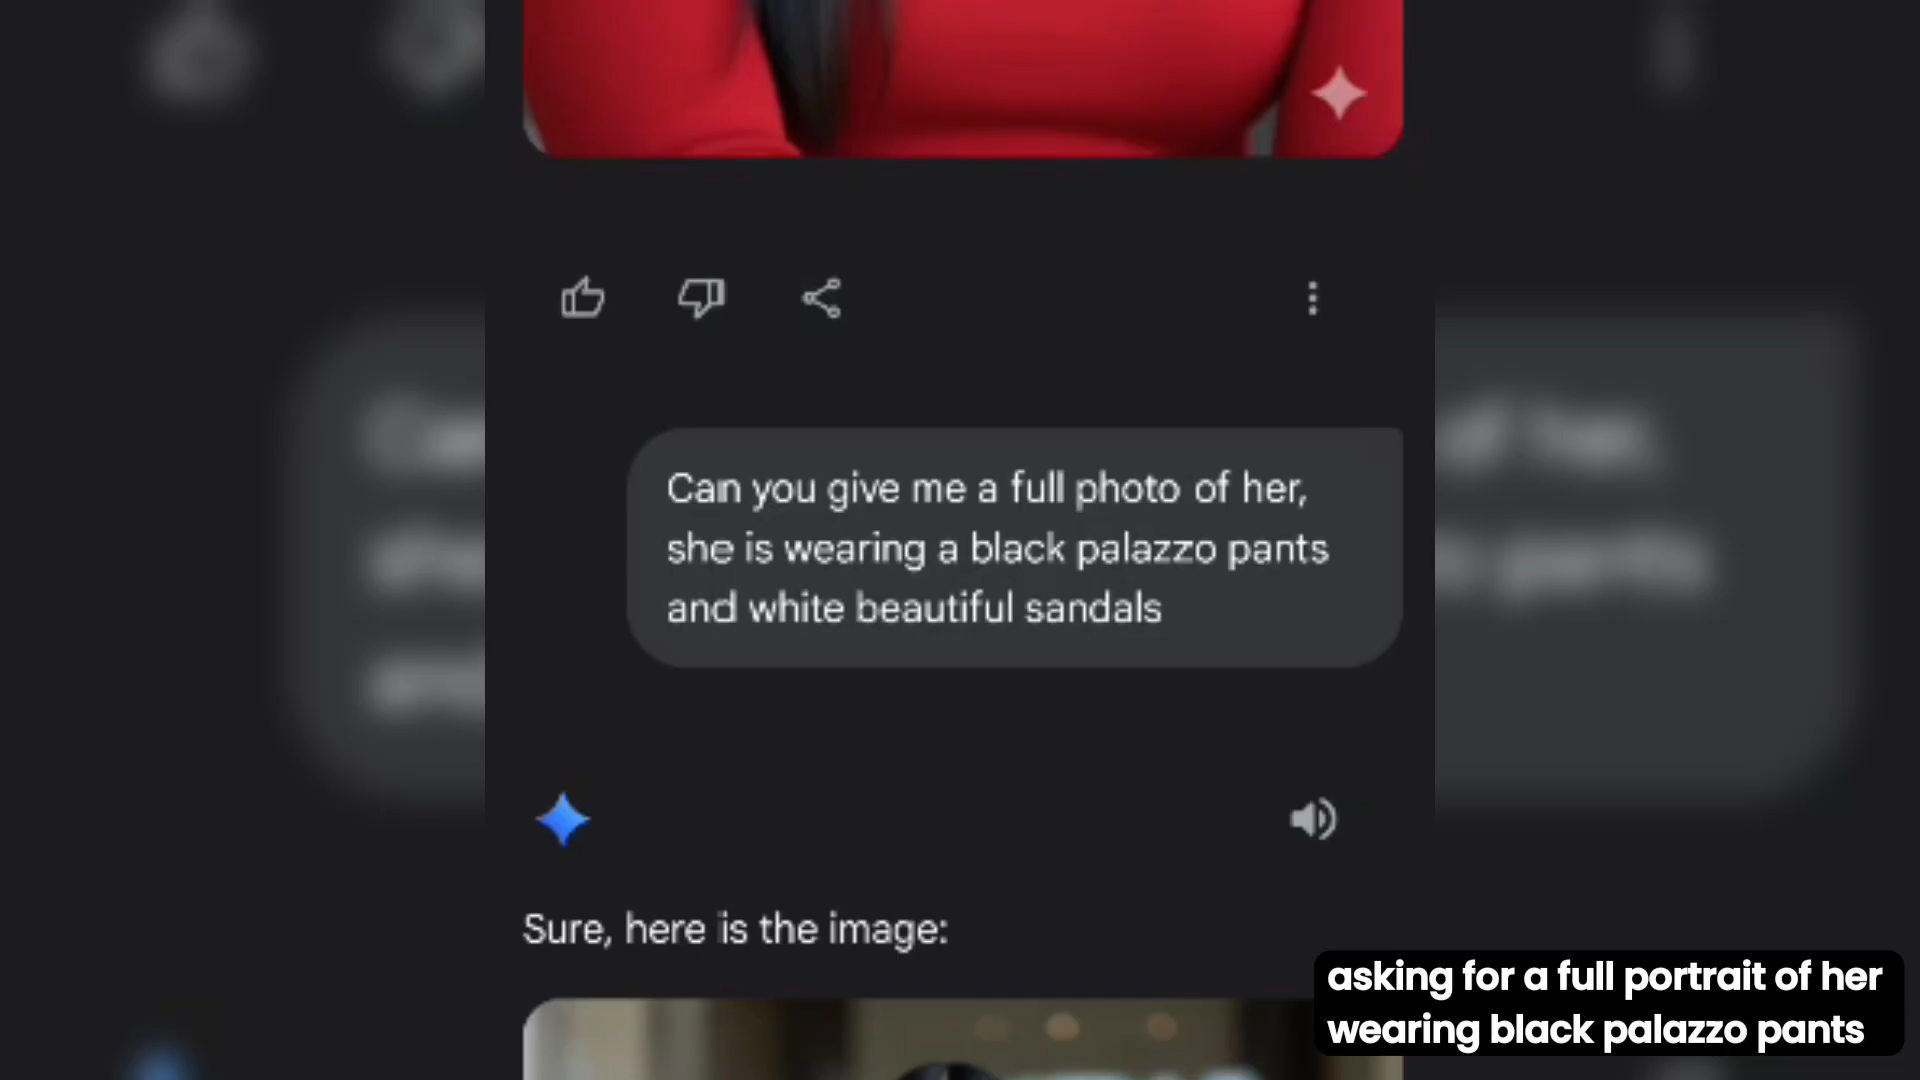 Can you give me a full photo of her,
she is wearing a black palazzo pants
and white beautiful sandals
Sure, here is the image:
asking for a full portrait of her
wearing black palazzo pants